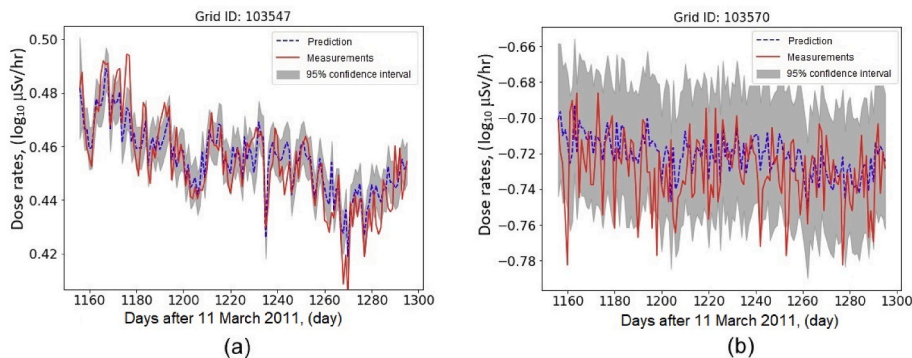 Grid ID: 103547
0.50
0.48
0.46
0.44
0.42
Dose rates, (log₁₀ μSv/hr)
Prediction
Measurements
95% confidence interval
1160 1180 1200 1220 1240 1260 1280 1300
Days after 11 March 2011, (day)
(a)
Grid ID: 103570
−0.66
−0.68
−0.70
−0.72
−0.74
−0.76
−0.78
Dose rates, (log₁₀ μSv/hr)
Prediction
Measurements
95% confidence interval
1160 1180 1200 1220 1240 1260 1280 1300
Days after 11 March 2011, (day)
(b)